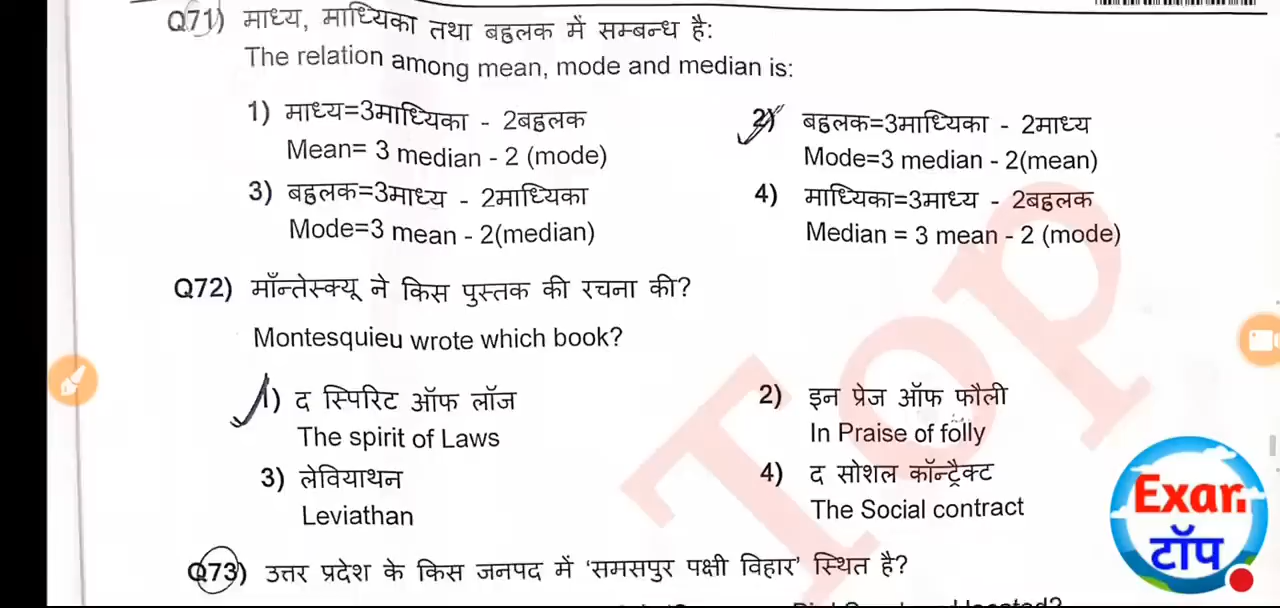 Q71) माध्य, माध्यिका तथा बहुलक में सम्बन्ध है:
The relation among mean, mode and median is:
1) माध्य=3माध्यिका - 2बहुलक
Mean= 3 median - 2 (mode)
2) बहुलक=3माध्यिका - 2माध्य
Mode=3 median - 2(mean)
3) बहुलक=3माध्य - 2माध्यिका
Mode=3 mean - 2(median)
4) माध्यिका=3माध्य - 2बहुलक
Median = 3 mean - 2 (mode)
Q72) मॉन्तेस्क्यू ने किस पुस्तक की रचना की?
Montesquieu wrote which book?
1) द स्पिरिट ऑफ लॉज
The spirit of Laws
2) इन प्रेज ऑफ फौली
In Praise of folly
3) लेवियाथन
Leviathan
4) द सोशल कॉन्ट्रैक्ट
The Social contract
Q73) उत्तर प्रदेश के किस जनपद में 'समसपुर पक्षी विहार' स्थित है?
Top
Exam
टॉप